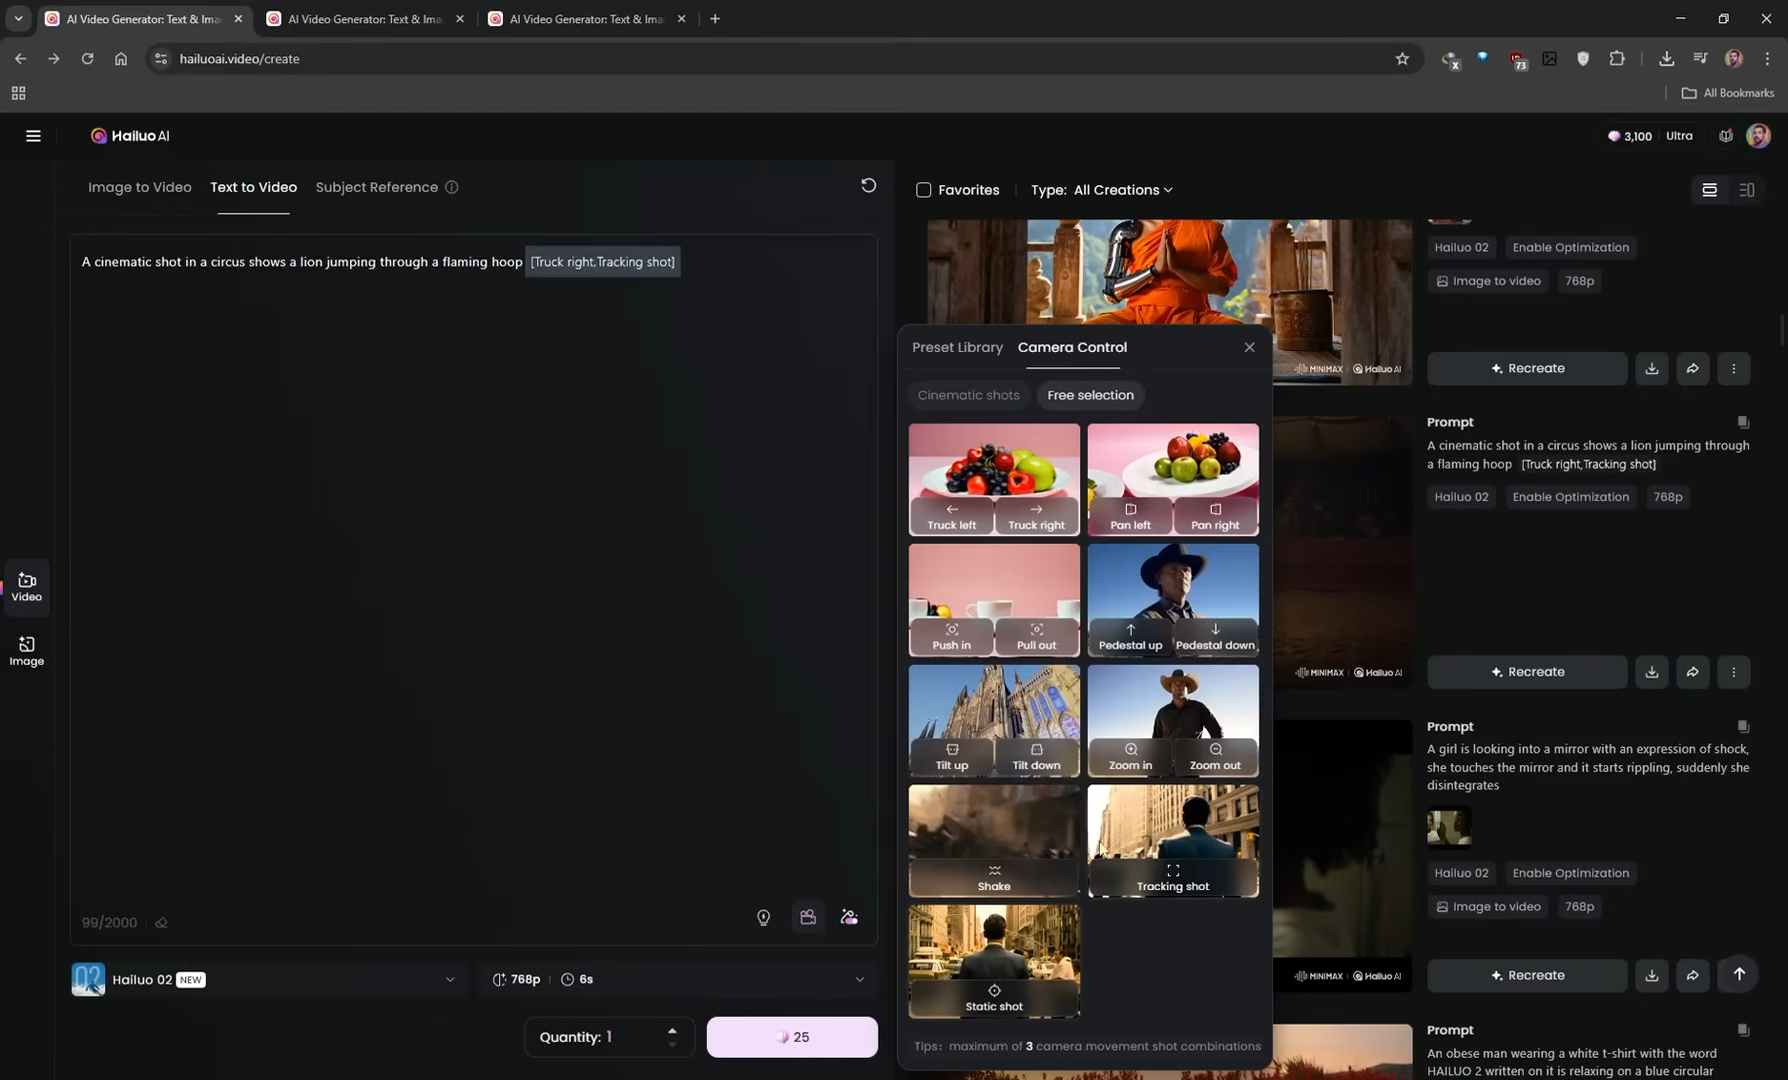 AI Video Generator: Text & Ima
AI Video Generator: Text & Ima
AI Video Generator: Text & Ima
hailuoai.video/create
X
73
All Bookmarks
Hailuo AI
3,100
Ultra
Image to Video
Text to Video
Subject Reference
A cinematic shot in a circus shows a lion jumping through a flaming hoop [Truck right,Tracking shot]
99/2000
Video
Image
Hailuo 02 NEW
768p
6s
Quantity: 1
25
Favorites
Type: All Creations
Preset Library
Camera Control
Cinematic shots
Free selection
Truck left
Truck right
Pan left
Pan right
Push in
Pull out
Pedestal up
Pedestal down
Tilt up
Tilt down
Zoom in
Zoom out
Shake
Tracking shot
Static shot
Tips: maximum of 3 camera movement shot combinations
MINIMAX | Hailuo AI
Hailuo 02
Enable Optimization
Image to video
768p
Recreate
Prompt
A cinematic shot in a circus shows a lion jumping through
a flaming hoop [Truck right,Tracking shot]
Hailuo 02
Enable Optimization
768p
MINIMAX | Hailuo AI
Recreate
Prompt
A girl is looking into a mirror with an expression of shock,
she touches the mirror and it starts rippling, suddenly she
disintegrates
Hailuo 02
Enable Optimization
Image to video
768p
MINIMAX | Hailuo AI
Recreate
Prompt
An obese man wearing a white t-shirt with the word
HAILUO 2 written on it is relaxing on a blue circular